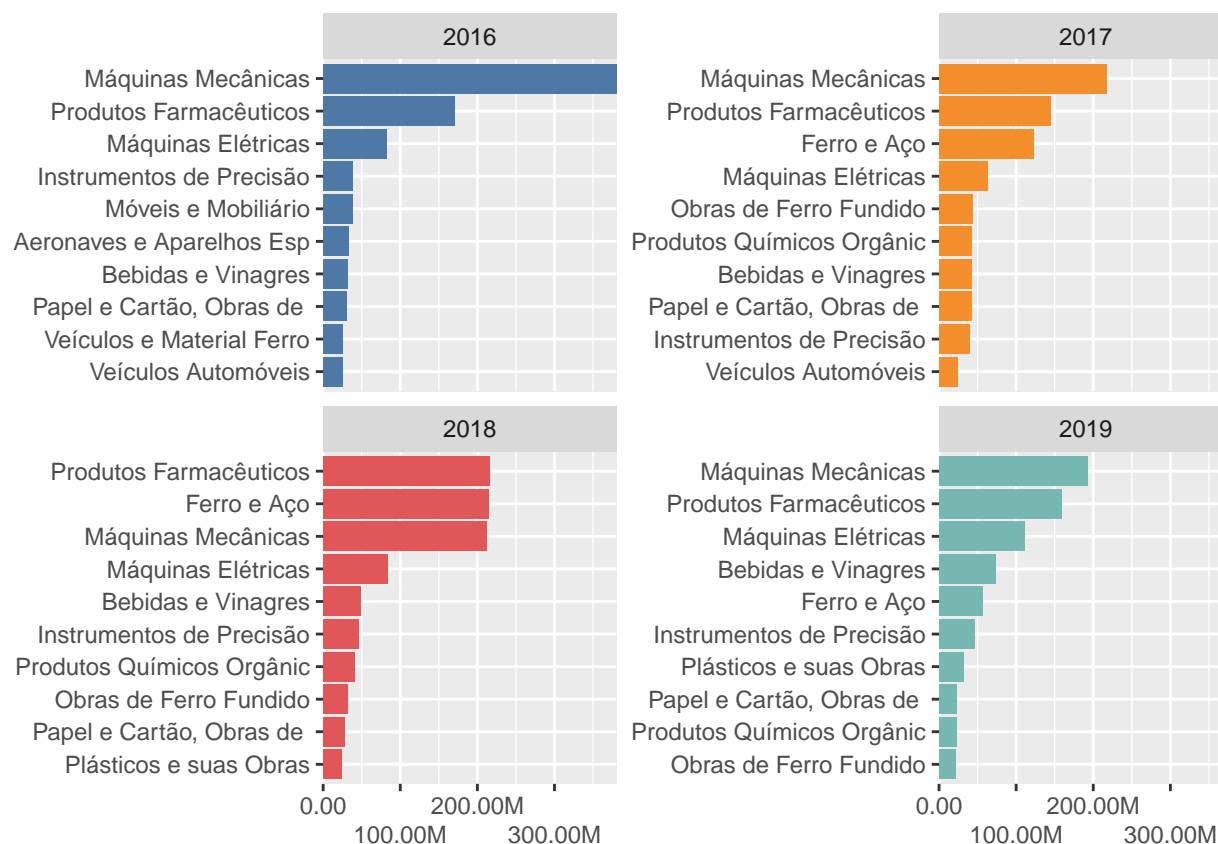 2016
Máquinas Mecânicas
Produtos Farmacêuticos
Máquinas Elétricas
Instrumentos de Precisão
Móveis e Mobiliário
Aeronaves e Aparelhos Esp
Bebidas e Vinagres
Papel e Cartão, Obras de
Veículos e Material Ferro
Veículos Automóveis
2017
Máquinas Mecânicas
Produtos Farmacêuticos
Ferro e Aço
Máquinas Elétricas
Obras de Ferro Fundido
Produtos Químicos Orgânic
Bebidas e Vinagres
Papel e Cartão, Obras de
Instrumentos de Precisão
Veículos Automóveis
2018
Produtos Farmacêuticos
Ferro e Aço
Máquinas Mecânicas
Máquinas Elétricas
Bebidas e Vinagres
Instrumentos de Precisão
Produtos Químicos Orgânic
Obras de Ferro Fundido
Papel e Cartão, Obras de
Plásticos e suas Obras
0.00 200.00M
100.00M 300.00M
2019
Máquinas Mecânicas
Produtos Farmacêuticos
Máquinas Elétricas
Bebidas e Vinagres
Ferro e Aço
Instrumentos de Precisão
Plásticos e suas Obras
Papel e Cartão, Obras de
Produtos Químicos Orgânic
Obras de Ferro Fundido
0.00 200.00M
100.00M 300.00M